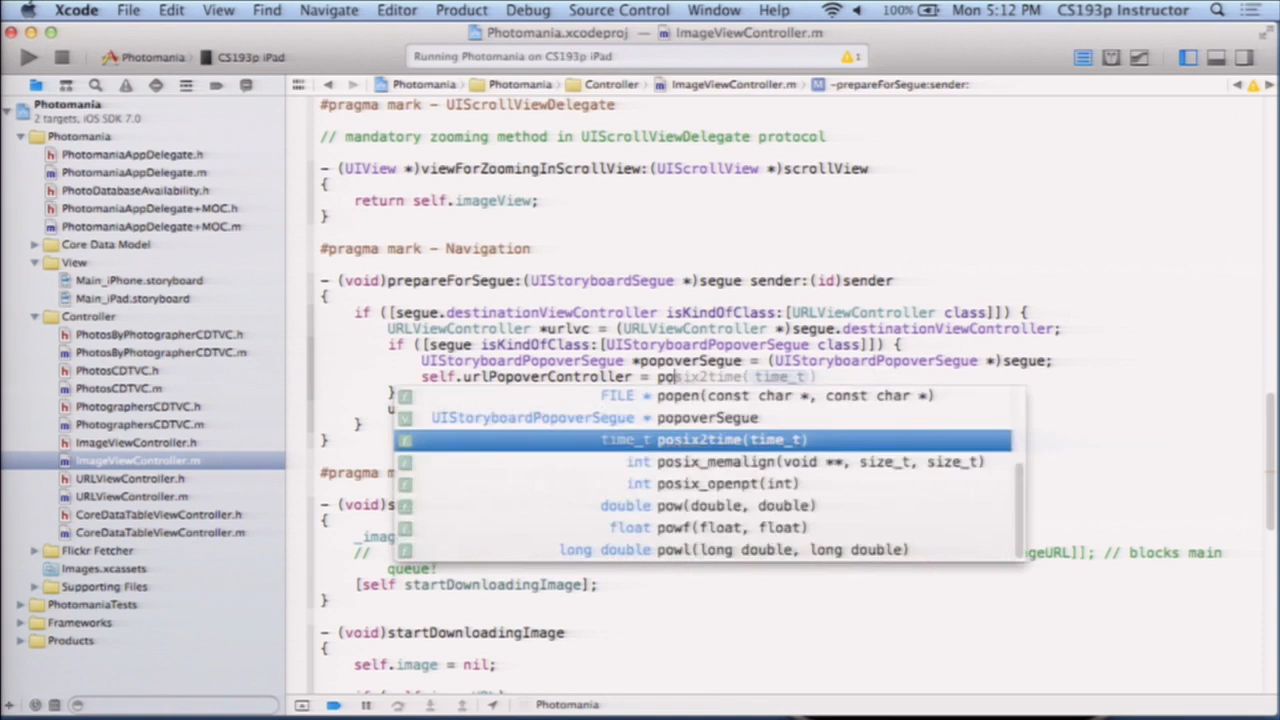 Xcode File Edit View Find Navigate Editor Product Debug Source Control Window Help 100% Mon 5:12 PM CS193p Instructor
Photomania.xcodeproj — ImageViewController.m
Photomania CS193p iPad Running Photomania on CS193p iPad 1
Photomania Photomania Controller ImageViewController.m -prepareForSegue:sender:
Photomania
2 targets, iOS SDK 7.0
Photomania
PhotomaniaAppDelegate.h
PhotomaniaAppDelegate.m
PhotoDatabaseAvailability.h
PhotomaniaAppDelegate+MOC.h
PhotomaniaAppDelegate+MOC.m
Core Data Model
View
Main_iPhone.storyboard
Main_iPad.storyboard
Controller
PhotosByPhotographerCDTVC.h
PhotosByPhotographerCDTVC.m
PhotosCDTVC.h
PhotosCDTVC.m
PhotographersCDTVC.h
PhotographersCDTVC.m
ImageViewController.h
ImageViewController.m
URLViewController.h
URLViewController.m
CoreDataTableViewController.h
CoreDataTableViewController.m
Flickr Fetcher
Images.xcassets
Supporting Files
PhotomaniaTests
Frameworks
Products
#pragma mark - UIScrollViewDelegate
// mandatory zooming method in UIScrollViewDelegate protocol
- (UIView *)viewForZoomingInScrollView:(UIScrollView *)scrollView
{
return self.imageView;
}
#pragma mark - Navigation
- (void)prepareForSegue:(UIStoryboardSegue *)segue sender:(id)sender
{
if ([segue.destinationViewController isKindOfClass:[URLViewController class]]) {
URLViewController *urlvc = (URLViewController *)segue.destinationViewController;
if ([segue isKindOfClass:[UIStoryboardPopoverSegue class]]) {
UIStoryboardPopoverSegue *popoverSegue = (UIStoryboardPopoverSegue *)segue;
self.urlPopoverController = posix2time(time_t)
FILE * popen(const char *, const char *)
}
UIStoryboardPopoverSegue * popoverSegue
u
}
time_t posix2time(time_t)
}
int posix_memalign(void **, size_t, size_t)
#pragma m
int posix_openpt(int)
- (void)s
double pow(double, double)
{
float powf(float, float)
_imag
long double powl(long double, long double)
// ageURL]]; // blocks main
queue!
[self startDownloadingImage];
}
- (void)startDownloadingImage
{
self.image = nil;
Photomania